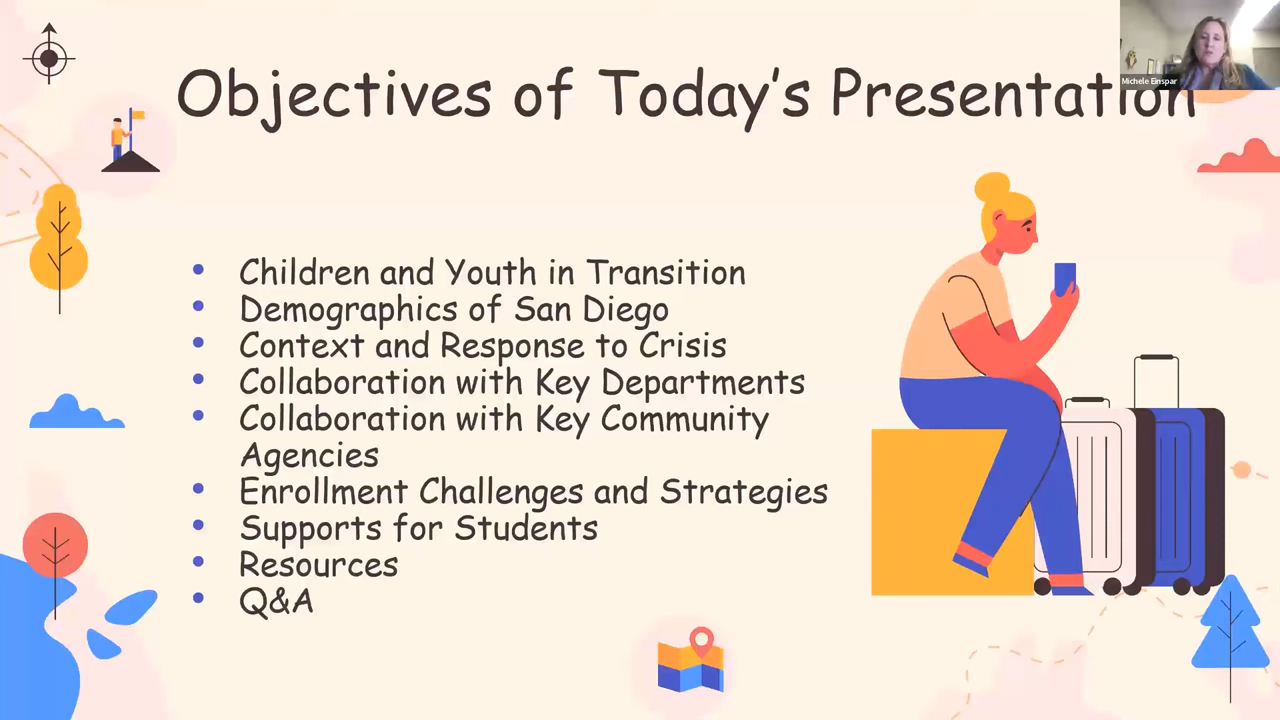 Objectives of Today's Presentation
Michele Einspar
• Children and Youth in Transition
• Demographics of San Diego
• Context and Response to Crisis
• Collaboration with Key Departments
• Collaboration with Key Community
Agencies
• Enrollment Challenges and Strategies
• Supports for Students
• Resources
• Q&A